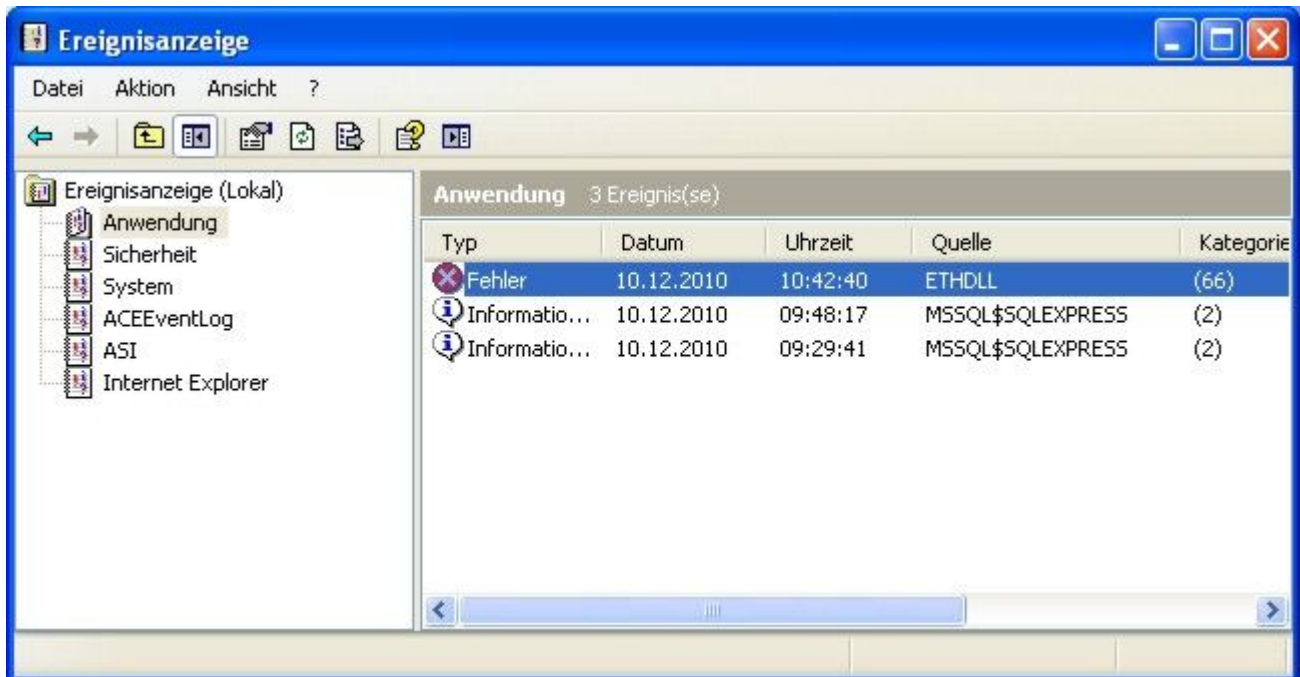 Ereignisanzeige
Datei Aktion Ansicht ?
Ereignisanzeige (Lokal)
Anwendung
Sicherheit
System
ACEEventLog
ASI
Internet Explorer
Anwendung 3 Ereignis(se)
Typ Datum Uhrzeit Quelle Kategorie
Fehler 10.12.2010 10:42:40 ETHDLL (66)
Informatio... 10.12.2010 09:48:17 MSSQL$SQLEXPRESS (2)
Informatio... 10.12.2010 09:29:41 MSSQL$SQLEXPRESS (2)